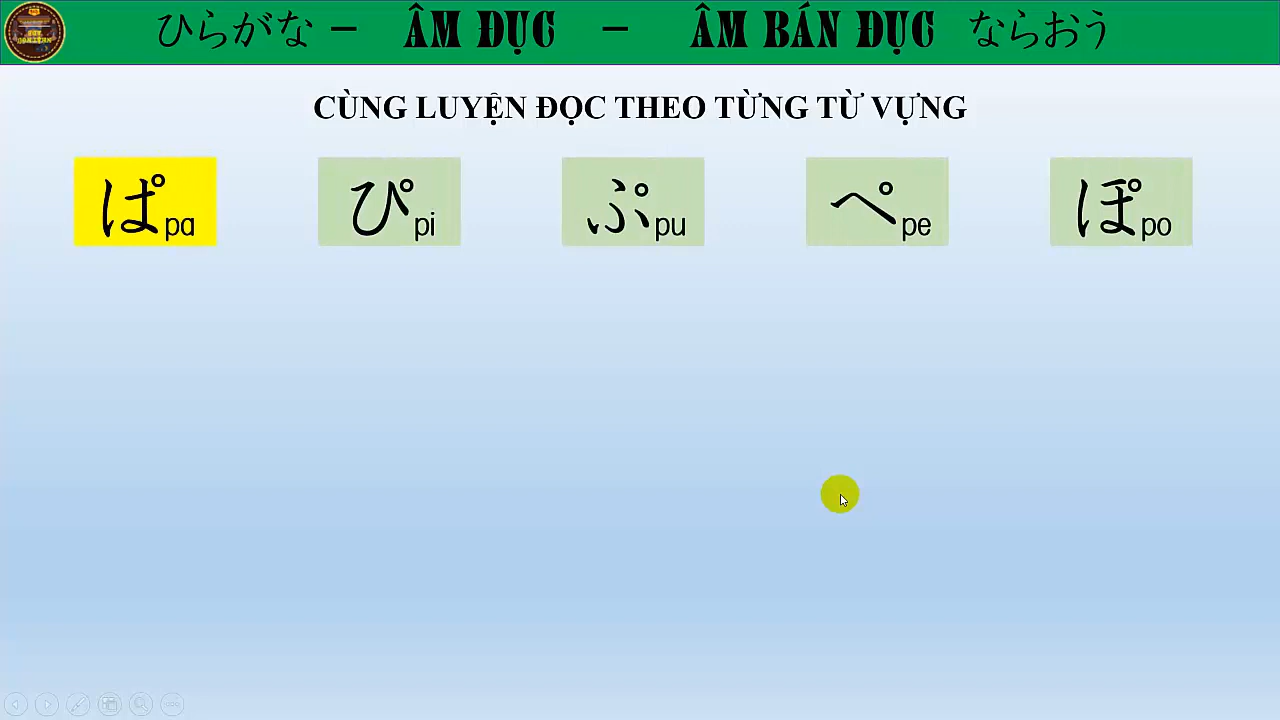 ひらがな – ÂM ĐỤC – ÂM BÁN ĐỤC ならおう
CÙNG LUYỆN ĐỌC THEO TỪNG TỪ VỰNG
ぱ pa ぴ pi ぷ pu ぺ pe ぽ po